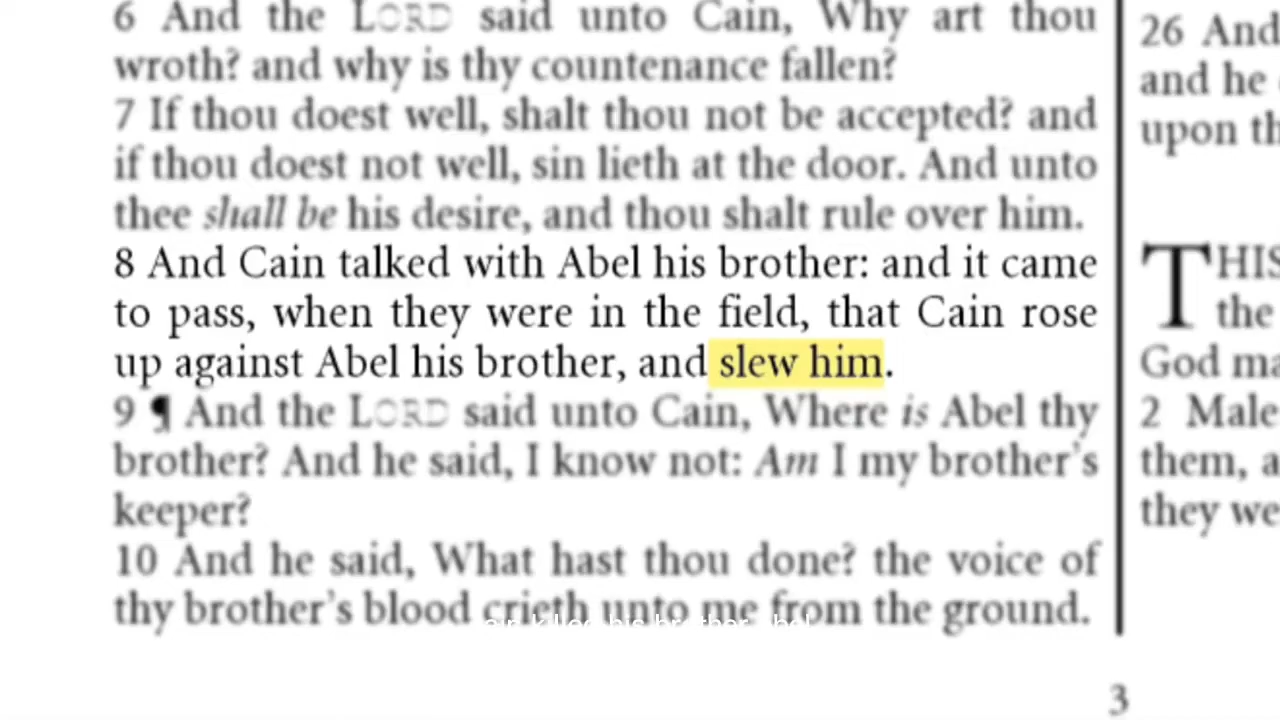 6 And the LORD said unto Cain, Why art thou
wroth? and why is thy countenance fallen?
7 If thou doest well, shalt thou not be accepted? and
if thou doest not well, sin lieth at the door. And unto
thee shall be his desire, and thou shalt rule over him.
8 And Cain talked with Abel his brother: and it came
to pass, when they were in the field, that Cain rose
up against Abel his brother, and slew him.
9 ¶ And the LORD said unto Cain, Where is Abel thy
brother? And he said, I know not: Am I my brother's
keeper?
10 And he said, What hast thou done? the voice of
thy brother's blood crieth unto me from the ground.
killed his brother
26 And
and he
upon th
THIS
the
God ma
2 Male
them, a
they we
3